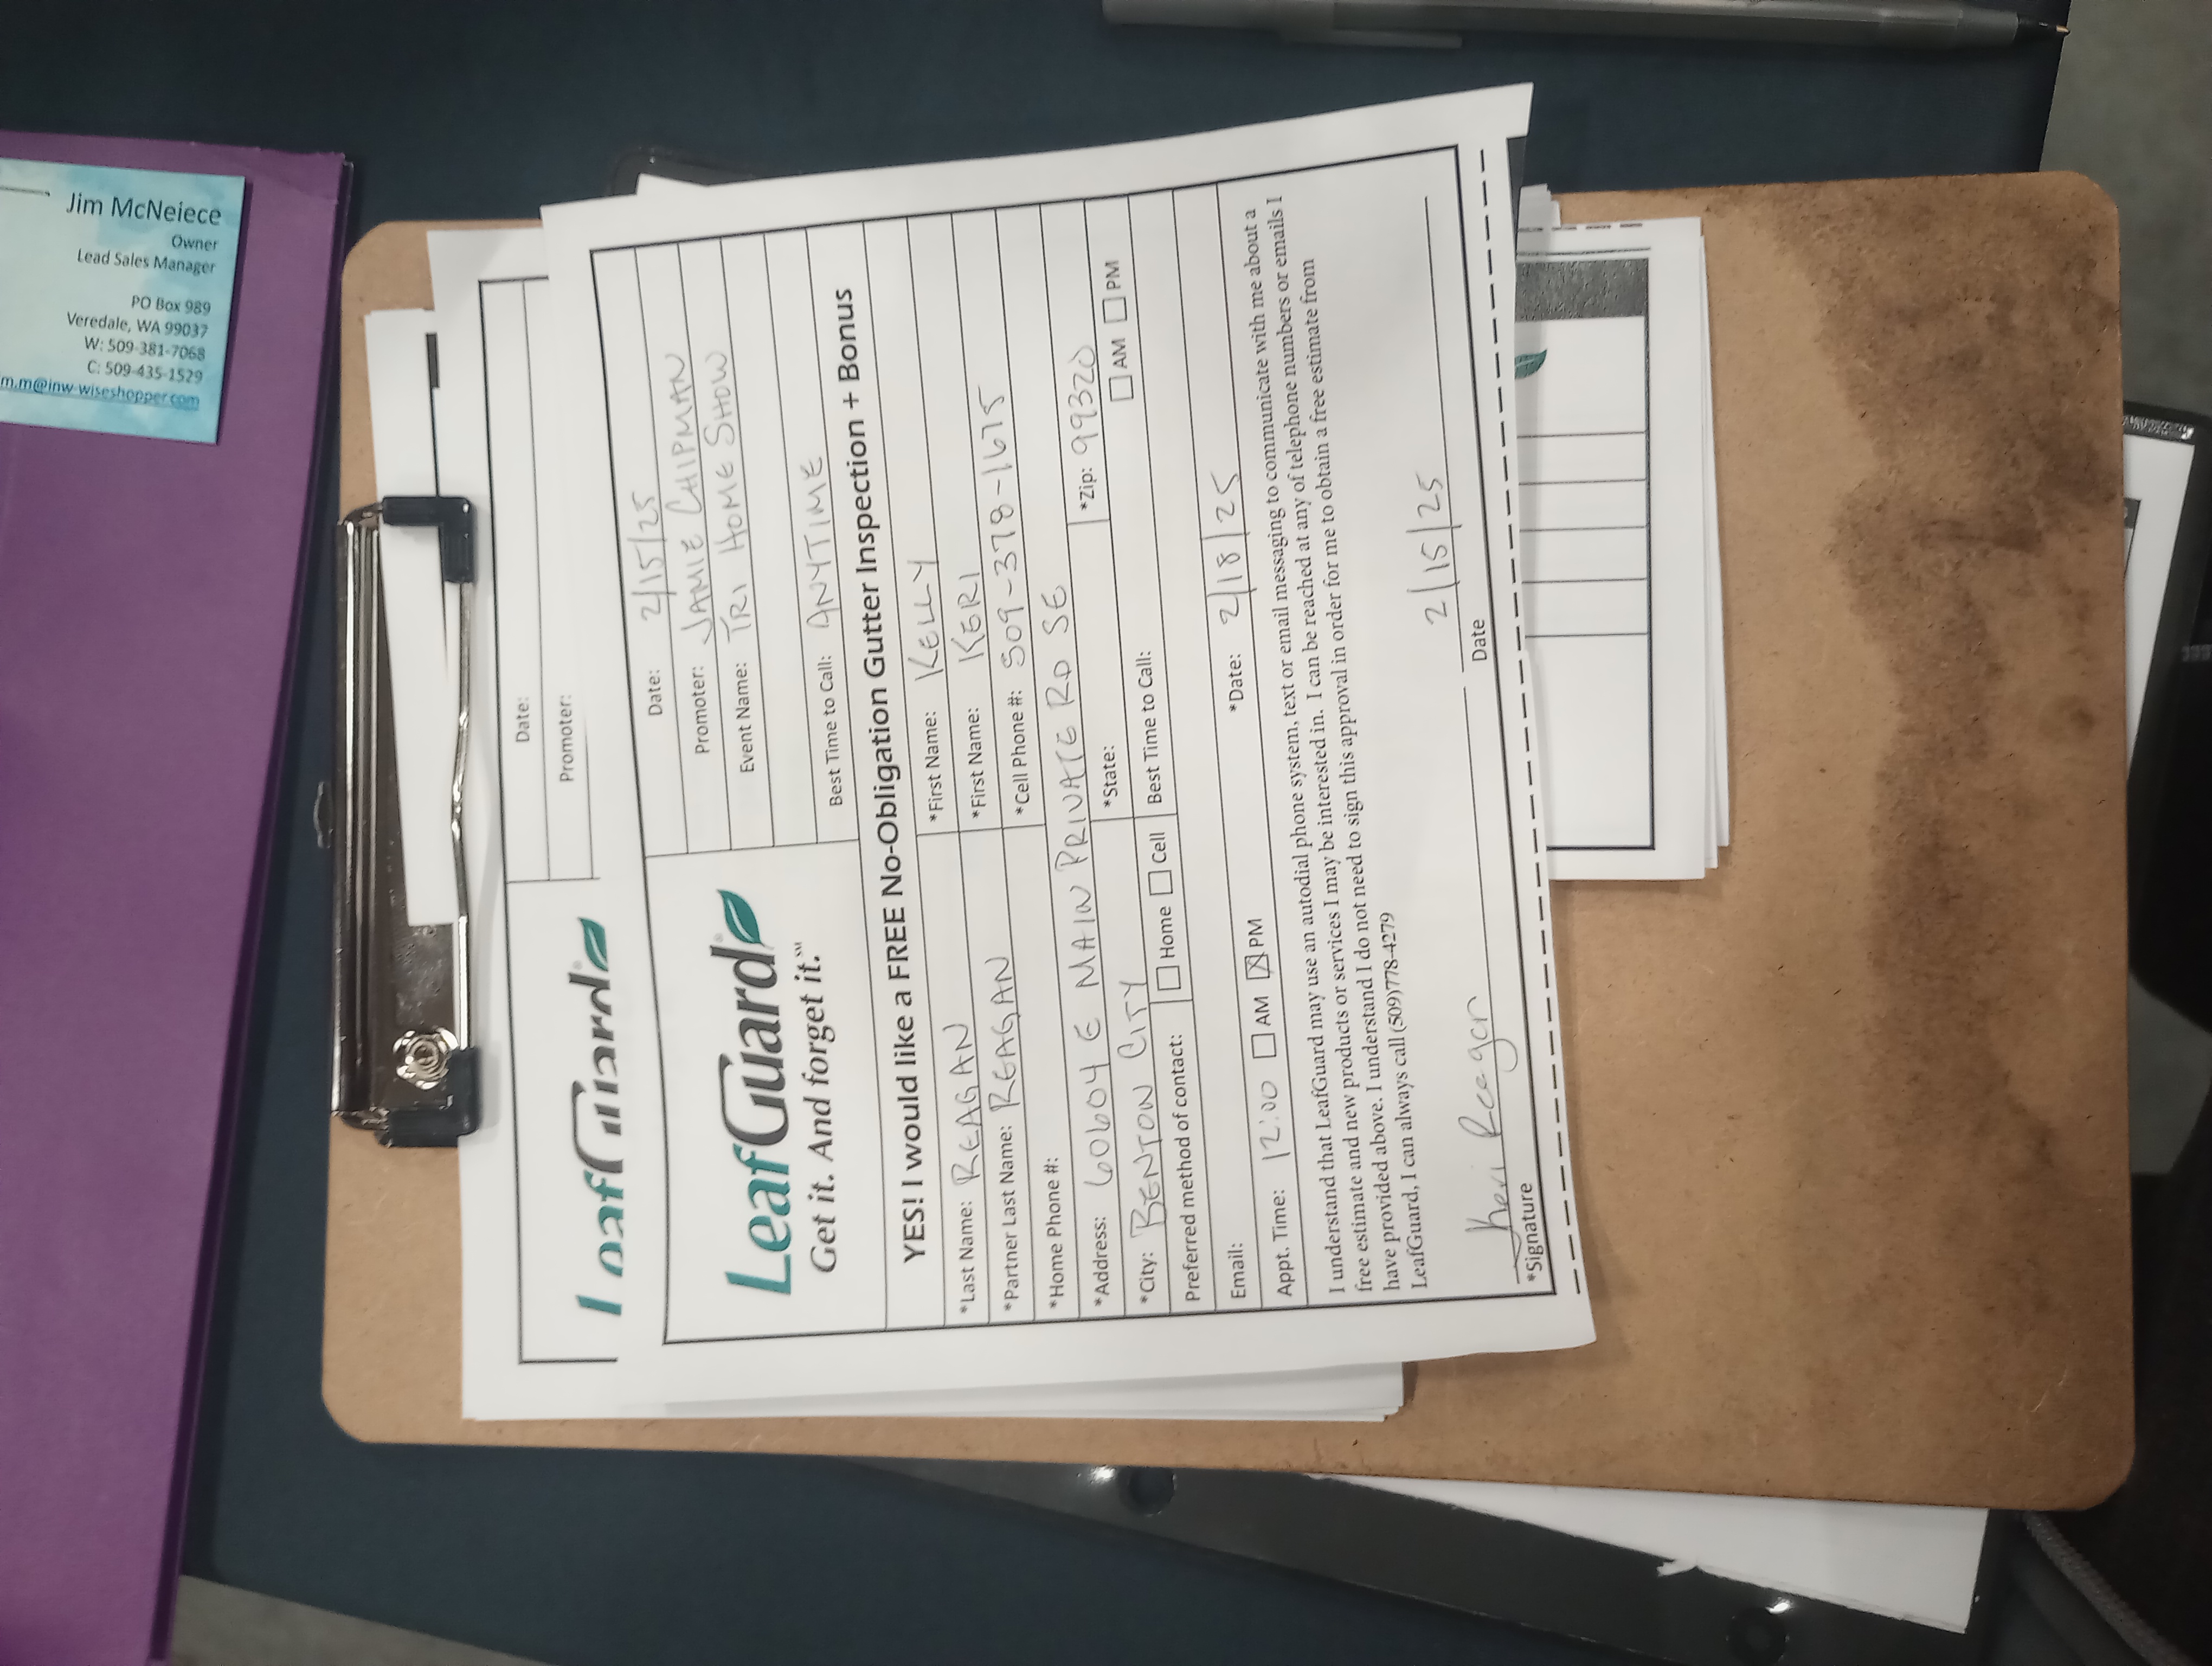 Jim McNeiece
Owner
Lead Sales Manager
PO Box 989
Veredale, WA 99037
W: 509-381-7068
C: 509-435-1529
m.m@inw-wiseshopper.com
Date:
LeafGuard
Promoter:
Date: 2/15/25
Promoter: JAMIE CHIPMAN
Event Name: TRI HOME SHOW
LeafGuard
Get it. And forget it.℠
Best Time to Call: ANYTIME
YES! I would like a FREE No-Obligation Gutter Inspection + Bonus
*Last Name: REAGAN *First Name: KELLY
*Partner Last Name: REAGAN *First Name: KERI
*Home Phone #: *Cell Phone #: 509-378-1675
*Address: 60604 E MAIN PRIVATE RD SE
*City: BENTON CITY *State: *Zip: 99320
Preferred method of contact: Home Cell Best Time to Call: AM PM
Email:
Appt. Time: 12:00 AM PM *Date: 2/18/25
I understand that LeafGuard may use an autodial phone system, text or email messaging to communicate with me about a
free estimate and new products or services I may be interested in. I can be reached at any of telephone numbers or emails I
have provided above. I understand I do not need to sign this approval in order for me to obtain a free estimate from
LeafGuard, I can always call (509)778-4279
Keri Reagan 2/15/25
*Signature Date